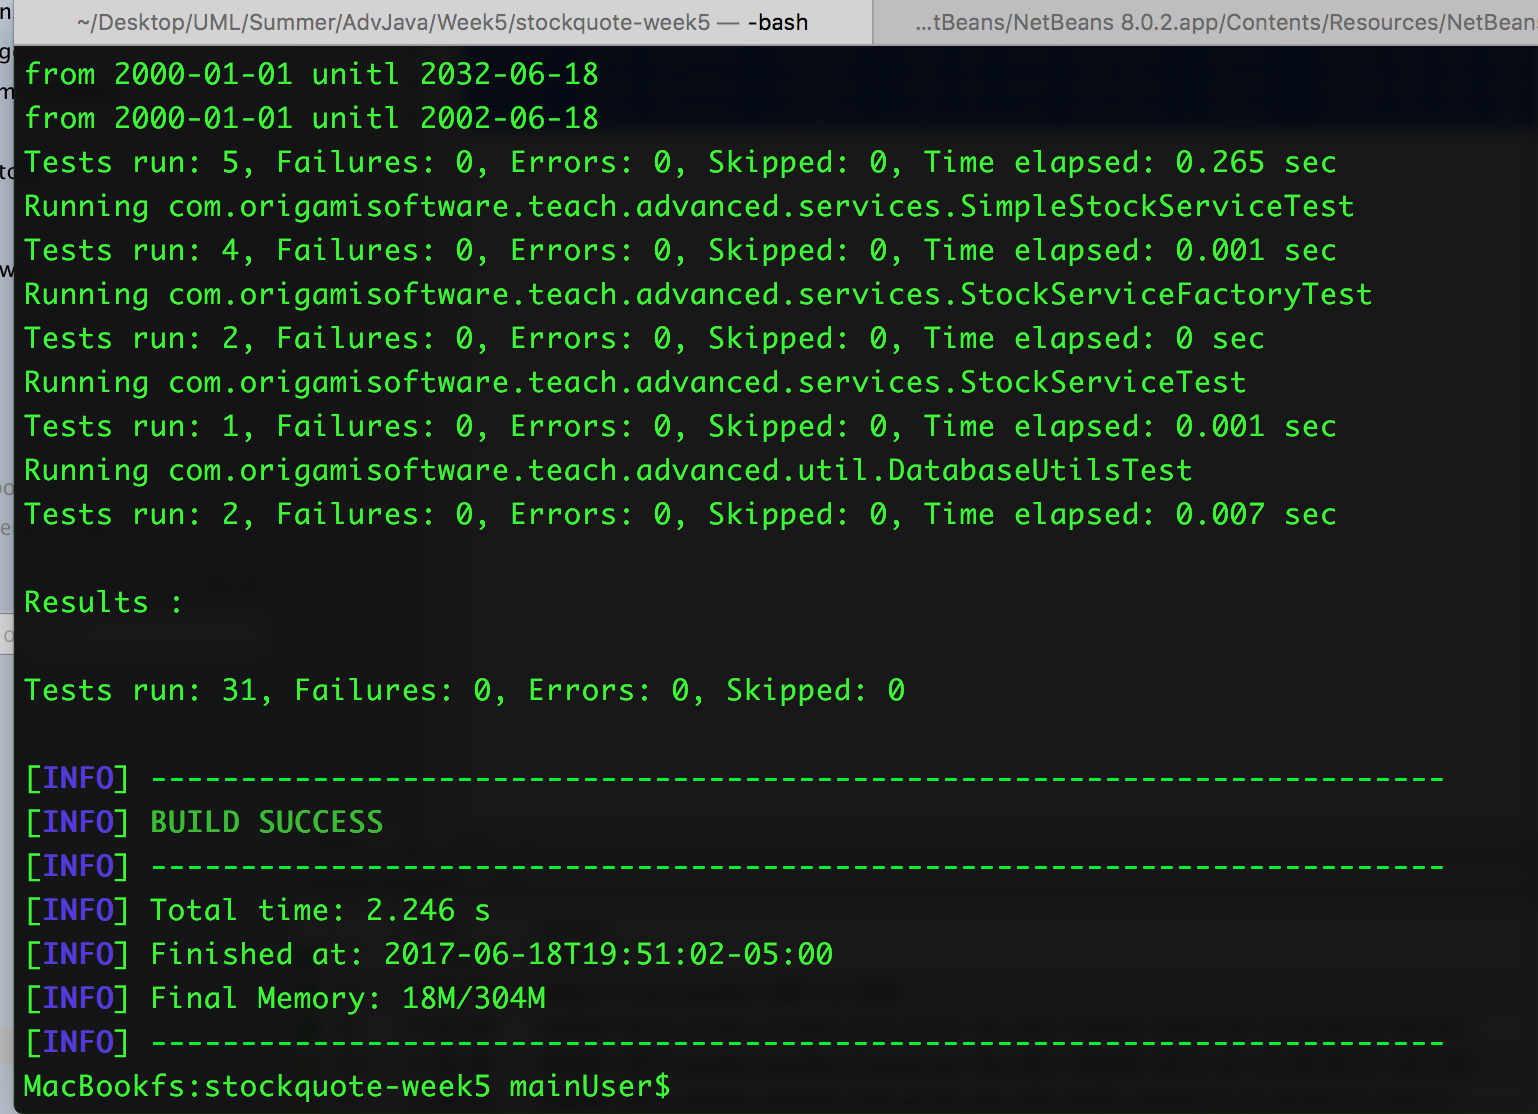 ~/Desktop/UML/Summer/AdvJava/Week5/stockquote-week5 — -bash
...tBeans/NetBeans 8.0.2.app/Contents/Resources/NetBeans
from 2000-01-01 unitl 2032-06-18
from 2000-01-01 unitl 2002-06-18
Tests run: 5, Failures: 0, Errors: 0, Skipped: 0, Time elapsed: 0.265 sec
Running com.origamisoftware.teach.advanced.services.SimpleStockServiceTest
Tests run: 4, Failures: 0, Errors: 0, Skipped: 0, Time elapsed: 0.001 sec
Running com.origamisoftware.teach.advanced.services.StockServiceFactoryTest
Tests run: 2, Failures: 0, Errors: 0, Skipped: 0, Time elapsed: 0 sec
Running com.origamisoftware.teach.advanced.services.StockServiceTest
Tests run: 1, Failures: 0, Errors: 0, Skipped: 0, Time elapsed: 0.001 sec
Running com.origamisoftware.teach.advanced.util.DatabaseUtilsTest
Tests run: 2, Failures: 0, Errors: 0, Skipped: 0, Time elapsed: 0.007 sec
Results :
Tests run: 31, Failures: 0, Errors: 0, Skipped: 0
[INFO] ------------------------------------------------------------------------
[INFO] BUILD SUCCESS
[INFO] ------------------------------------------------------------------------
[INFO] Total time: 2.246 s
[INFO] Finished at: 2017-06-18T19:51:02-05:00
[INFO] Final Memory: 18M/304M
[INFO] ------------------------------------------------------------------------
MacBookfs:stockquote-week5 mainUser$